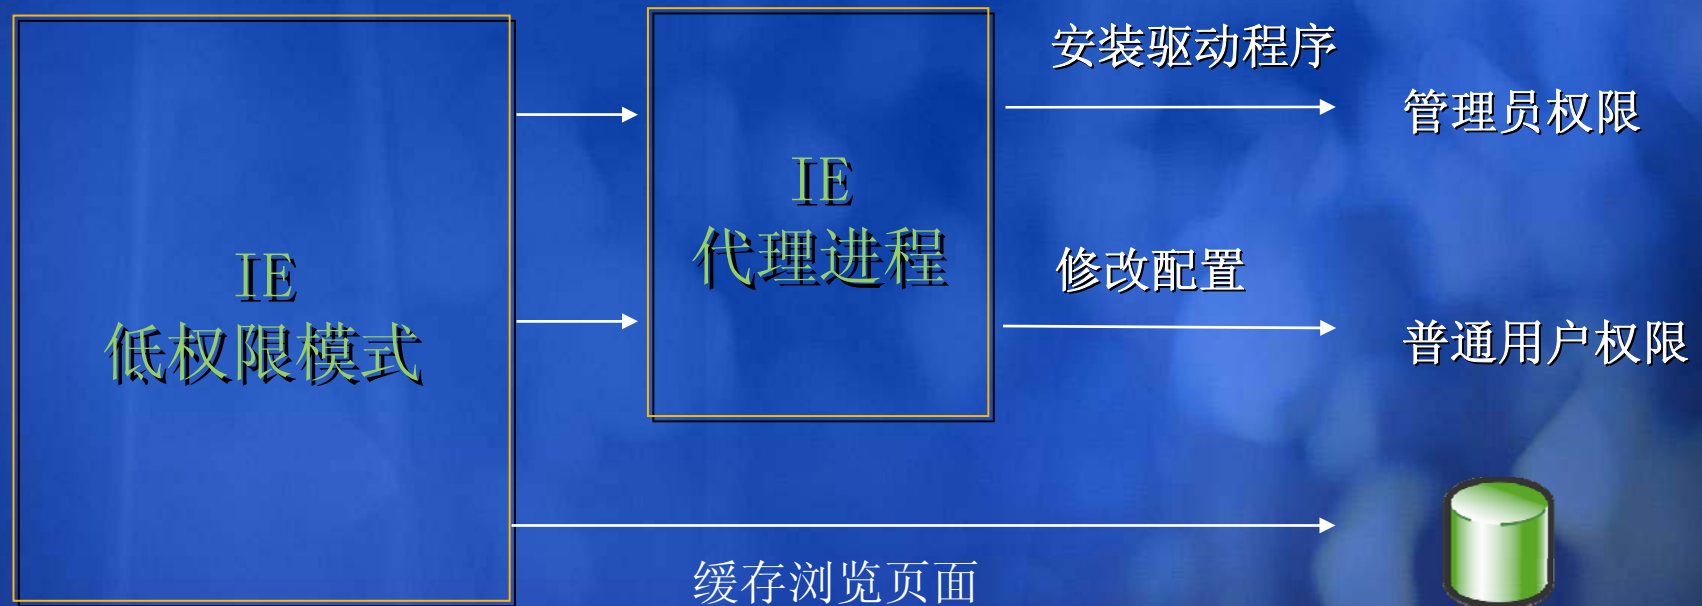 IE
低权限模式
IE
代理进程
安装驱动程序
管理员权限
修改配置
普通用户权限
缓存浏览页面